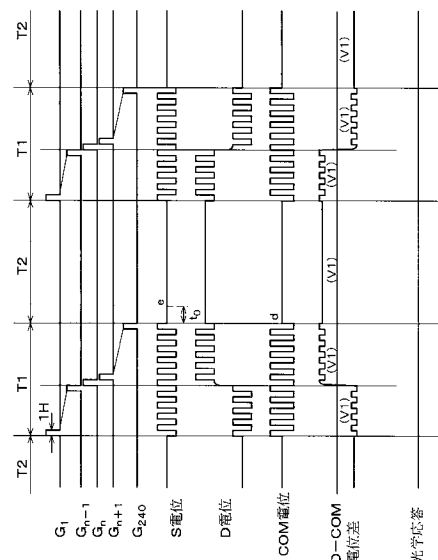 T2 T1 T2 T1 T2
1H
G1
Gn-1
Gn
Gn+1
G240
S電位
e
t0
D電位
COM電位
d
D-COM
電位差
(V1) (V1) (V1) (V1) (V1) (V1)
光学応答